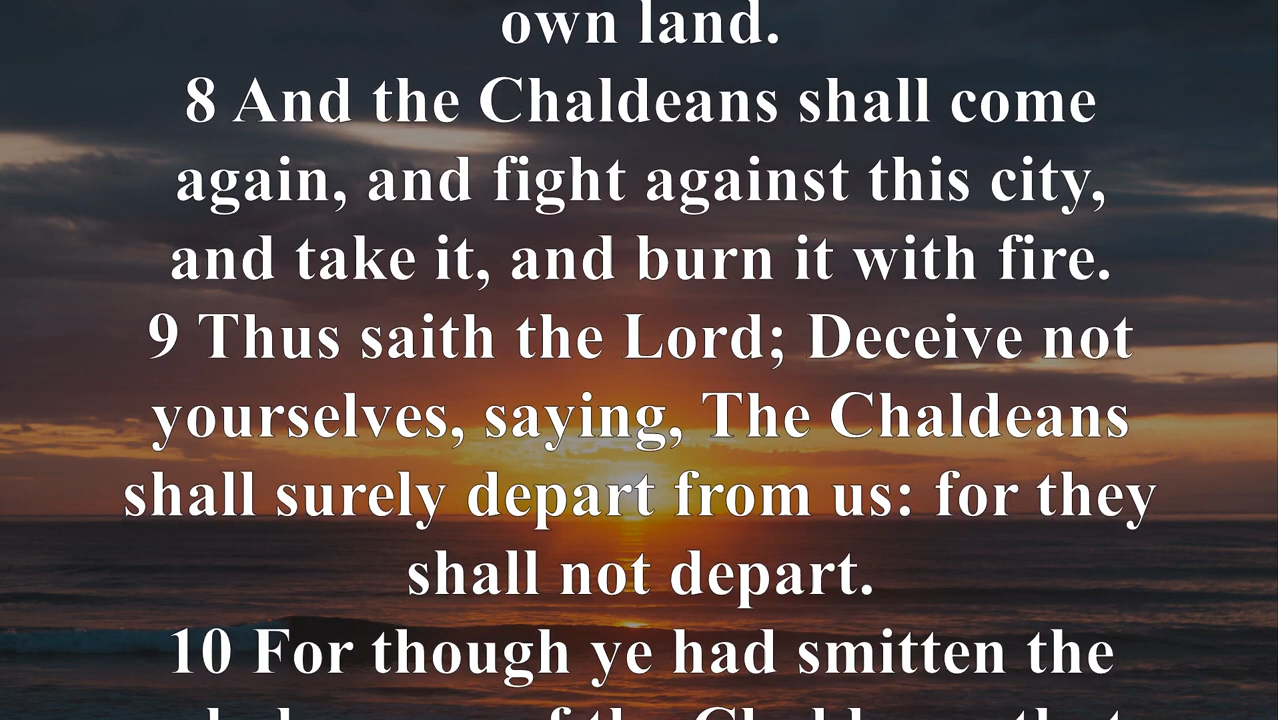 own land.
8 And the Chaldeans shall come
again, and fight against this city,
and take it, and burn it with fire.
9 Thus saith the Lord; Deceive not
yourselves, saying, The Chaldeans
shall surely depart from us: for they
shall not depart.
10 For though ye had smitten the